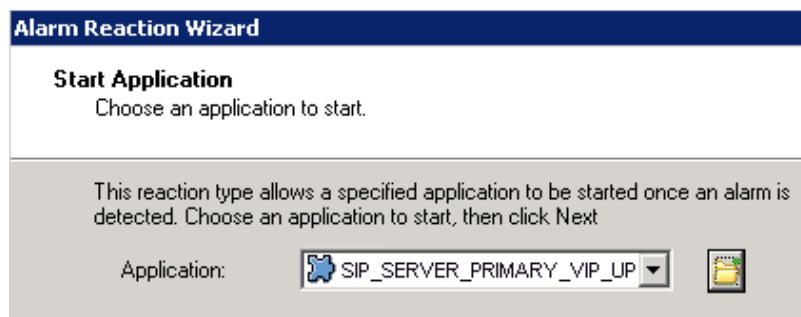 Alarm Reaction Wizard
Start Application
Choose an application to start.
This reaction type allows a specified application to be started once an alarm is
detected. Choose an application to start, then click Next
Application: SIP_SERVER_PRIMARY_VIP_UP